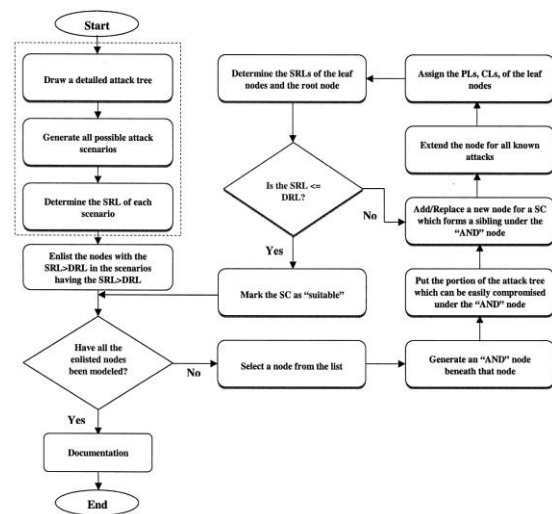 Start
Draw a detailed attack tree
Generate all possible attack
scenarios
Determine the SRL of each
scenario
Enlist the nodes with the
SRL>DRL in the scenarios
having the SRL>DRL
Have all the
enlisted nodes
been modeled?
No
Yes
Documentation
End
Select a node from the list
Generate an “AND” node
beneath that node
Put the portion of the attack tree
which can be easily compromised
under the “AND” node
Add/Replace a new node for a SC
which forms a sibling under the
“AND” node
Extend the node for all known
attacks
Assign the PLs, CLs, of the leaf
nodes
Determine the SRLs of the leaf
nodes and the root node
Is the SRL <=
DRL?
No
Yes
Mark the SC as “suitable”